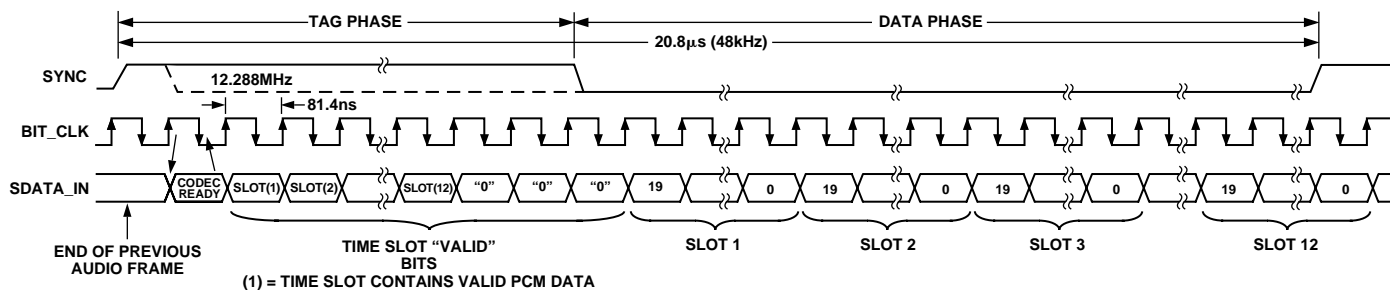 TAG PHASE
DATA PHASE
20.8μs (48kHz)
SYNC
12.288MHz
81.4ns
BIT_CLK
SDATA_IN
CODEC
READY
SLOT(1)
SLOT(2)
SLOT(12)
“0”
“0”
“0”
19
0
19
0
19
0
19
0
END OF PREVIOUS
AUDIO FRAME
TIME SLOT “VALID”
BITS
(1) = TIME SLOT CONTAINS VALID PCM DATA
SLOT 1
SLOT 2
SLOT 3
SLOT 12